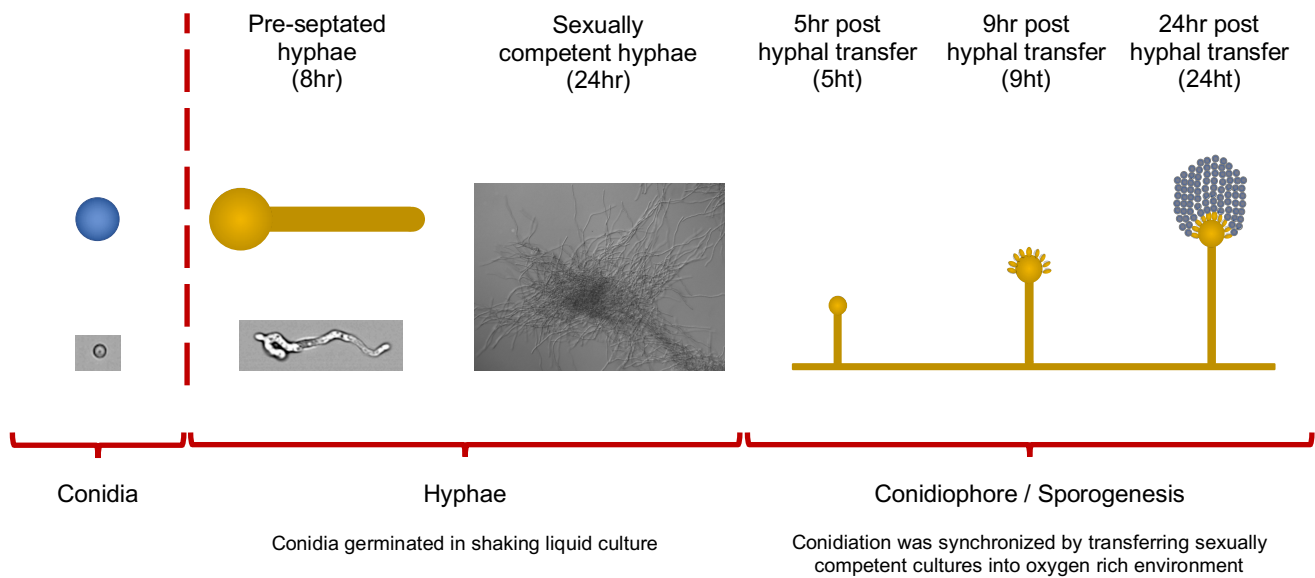 Pre-septated
hyphae
(8hr)
Sexually
competent hyphae
(24hr)
5hr post
hyphal transfer
(5ht)
9hr post
hyphal transfer
(9ht)
24hr post
hyphal transfer
(24ht)
Conidia
Hyphae
Conidiophore / Sporogenesis
Conidia germinated in shaking liquid culture
Conidiation was synchronized by transferring sexually
competent cultures into oxygen rich environment